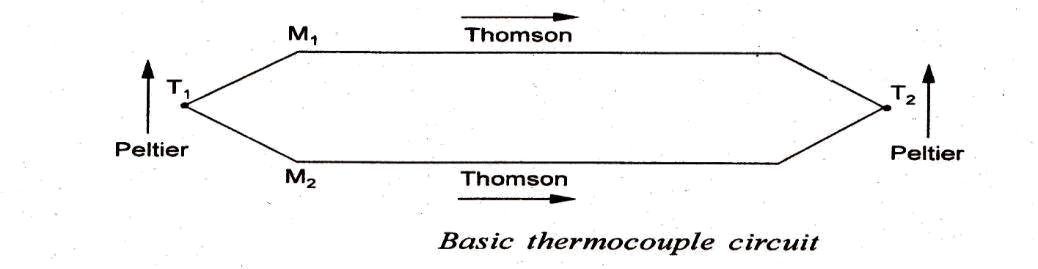 M₁
Thomson
T₁
T₂
Peltier
Peltier
M₂
Thomson
Basic thermocouple circuit